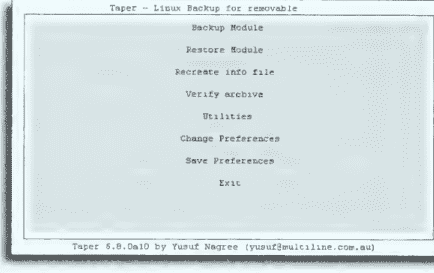 Taper - Linux Backup for removable
Backup Module
Restore Module
Recreate info file
Verify archive
Utilities
Change Preferences
Save Preferences
Exit
Taper 6.8.0a10 by Yusuf Nagree (yusuf@multiline.com.au)